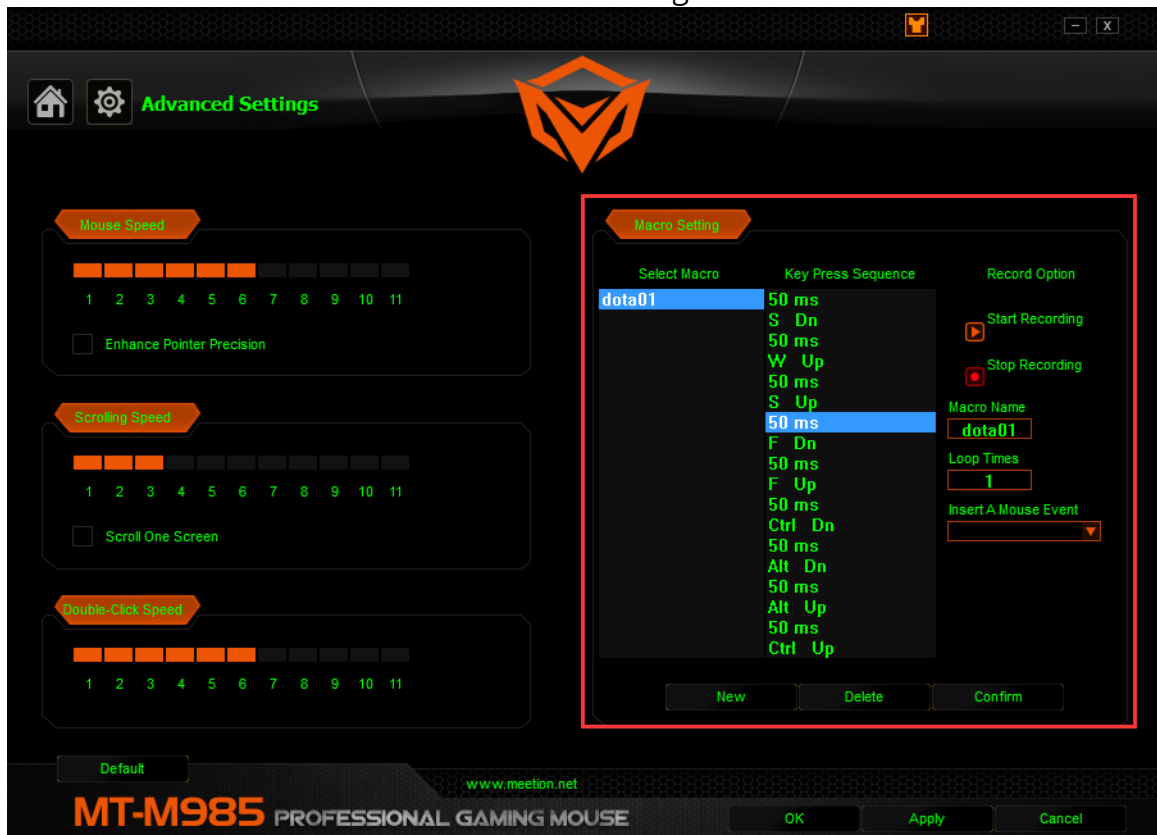 X
Advanced Settings
Mouse Speed
1 2 3 4 5 6 7 8 9 10 11
Enhance Pointer Precision
Scrolling Speed
1 2 3 4 5 6 7 8 9 10 11
Scroll One Screen
Double-Click Speed
1 2 3 4 5 6 7 8 9 10 11
Default
Macro Setting
Select Macro
dota01
Key Press Sequence
50 ms
S Dn
50 ms
W Up
50 ms
S Up
50 ms
F Dn
50 ms
F Up
50 ms
Ctrl Dn
50 ms
Alt Dn
50 ms
Alt Up
50 ms
Ctrl Up
Record Option
Start Recording
Stop Recording
Macro Name
dota01
Loop Times
1
Insert A Mouse Event
New Delete Confirm
www.meetion.net
MT-M985 PROFESSIONAL GAMING MOUSE
OK Apply Cancel